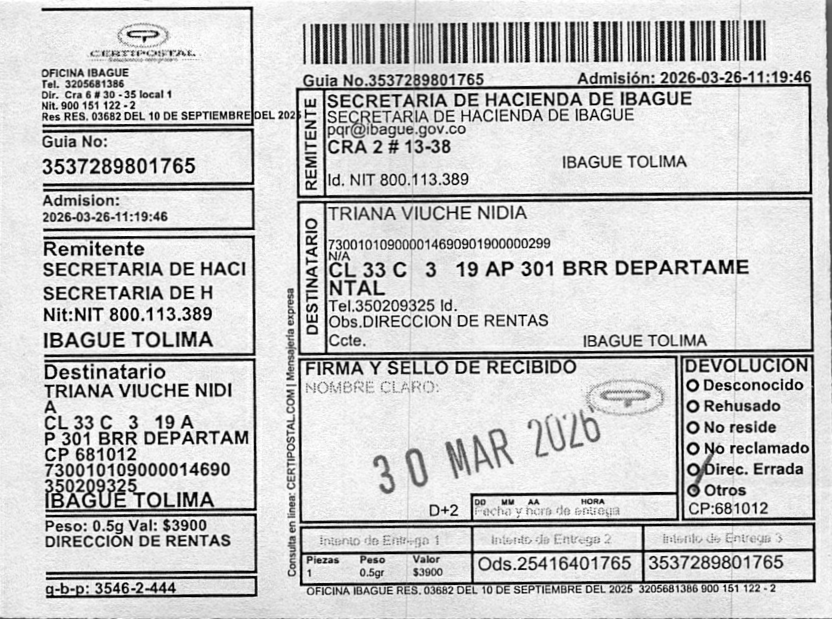 CERTIPOSTAL
OFICINA IBAGUE
Tel. 3205681386
Dir. Cra 6 # 30 - 35 local 1
Nit. 900 151 122 - 2
Res RES. 03682 DEL 10 DE SEPTIEMBRE DEL 2025
Guia No:
3537289801765
Admision:
2026-03-26-11:19:46
Remitente
SECRETARIA DE HACI
SECRETARIA DE H
Nit:NIT 800.113.389
IBAGUE TOLIMA
Destinatario
TRIANA VIUCHE NIDI
A
CL 33 C 3 19 A
P 301 BRR DEPARTAM
CP 681012
730010109000014690
350209325
IBAGUE TOLIMA
Peso: 0.5g Val: $3900
DIRECCION DE RENTAS
q-b-p: 3546-2-444
Consulta en linea: CERTIPOSTAL.COM | Mensajería expresa
Guia No.3537289801765 Admisión: 2026-03-26-11:19:46
REMITENTE
SECRETARIA DE HACIENDA DE IBAGUE
SECRETARIA DE HACIENDA DE IBAGUE
pqr@ibague.gov.co
CRA 2 # 13-38
IBAGUE TOLIMA
Id. NIT 800.113.389
DESTINATARIO
TRIANA VIUCHE NIDIA
730010109000014690901900000299
N/A
CL 33 C 3 19 AP 301 BRR DEPARTAME
NTAL
Tel.350209325 Id.
Obs.DIRECCION DE RENTAS
Ccte. IBAGUE TOLIMA
FIRMA Y SELLO DE RECIBIDO
NOMBRE CLARO:
30 MAR 2026
D+2
DD MM AA HORA
Fecha y hora de entrega
DEVOLUCION
Desconocido
Rehusado
No reside
No reclamado
Direc. Errada
Otros
CP:681012
Intento de Entrega 1 Intento de Entrega 2 Intento de Entrega 3
Piezas Peso Valor
1 0.5gr $3900
Ods.25416401765 3537289801765
OFICINA IBAGUE RES. 03682 DEL 10 DE SEPTIEMBRE DEL 2025 3205681386 900 151 122 - 2